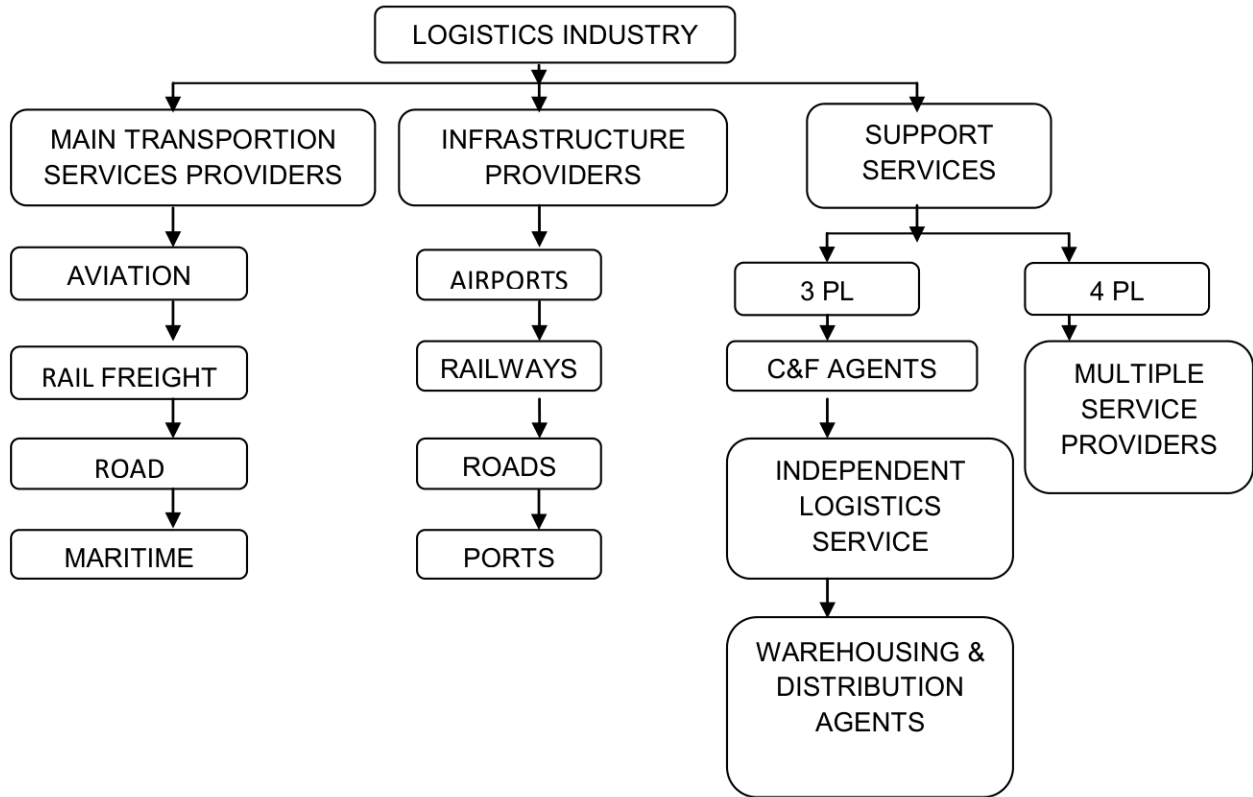 LOGISTICS INDUSTRY
MAIN TRANSPORTION
SERVICES PROVIDERS
INFRASTRUCTURE
PROVIDERS
SUPPORT
SERVICES
AVIATION
AIRPORTS
3 PL
4 PL
RAIL FREIGHT
RAILWAYS
C&F AGENTS
MULTIPLE
SERVICE
PROVIDERS
ROAD
ROADS
INDEPENDENT
LOGISTICS
SERVICE
MARITIME
PORTS
WAREHOUSING &
DISTRIBUTION
AGENTS